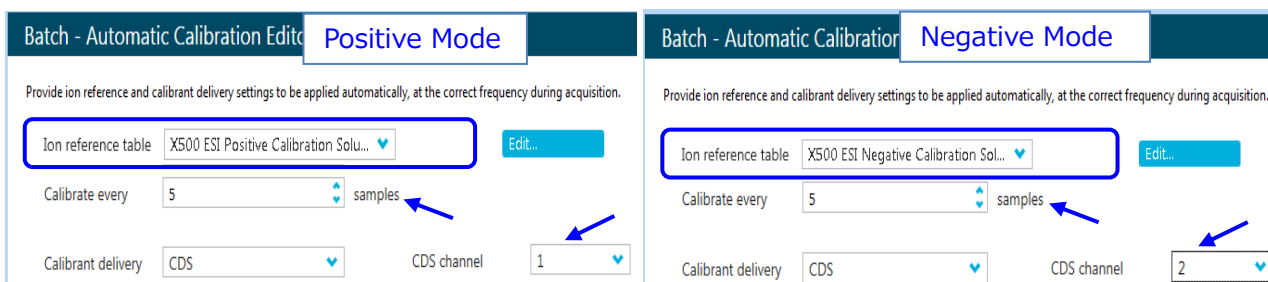 Batch - Automatic Calibration Edito
Positive Mode
Provide ion reference and calibrant delivery settings to be applied automatically, at the correct frequency during acquisition.
Ion reference table X500 ESI Positive Calibration Solu... Edit...
Calibrate every 5 samples
Calibrant delivery CDS CDS channel 1
Batch - Automatic Calibration
Negative Mode
Provide ion reference and calibrant delivery settings to be applied automatically, at the correct frequency during acquisition.
Ion reference table X500 ESI Negative Calibration Sol... Edit...
Calibrate every 5 samples
Calibrant delivery CDS CDS channel 2